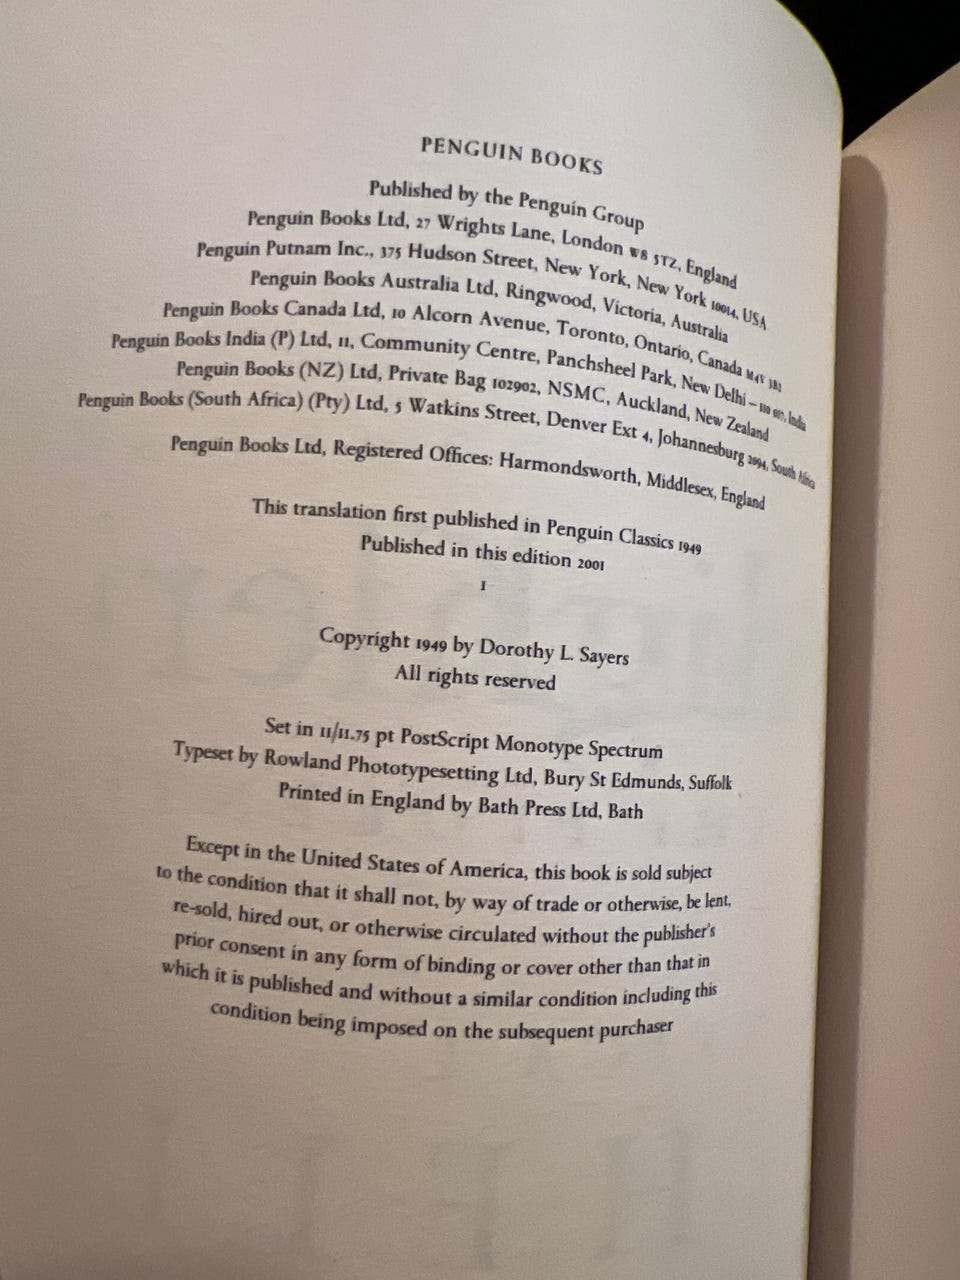 PENGUIN BOOKS
Published by the Penguin Group
Penguin Books Ltd, 27 Wrights Lane, London W8 5TZ, England
Penguin Putnam Inc., 375 Hudson Street, New York, New York 10014, USA
Penguin Books Australia Ltd, Ringwood, Victoria, Australia
Penguin Books Canada Ltd, 10 Alcorn Avenue, Toronto, Ontario, Canada M4V 3B2
Penguin Books India (P) Ltd, 11, Community Centre, Panchsheel Park, New Delhi – 110 017, India
Penguin Books (NZ) Ltd, Private Bag 102902, NSMC, Auckland, New Zealand
Penguin Books (South Africa) (Pty) Ltd, 5 Watkins Street, Denver Ext 4, Johannesburg 2094, South Africa
Penguin Books Ltd, Registered Offices: Harmondsworth, Middlesex, England
This translation first published in Penguin Classics 1949
Published in this edition 2001
1
Copyright 1949 by Dorothy L. Sayers
All rights reserved
Set in 11/11.75 pt PostScript Monotype Spectrum
Typeset by Rowland Phototypesetting Ltd, Bury St Edmunds, Suffolk
Printed in England by Bath Press Ltd, Bath
Except in the United States of America, this book is sold subject
to the condition that it shall not, by way of trade or otherwise, be lent,
re-sold, hired out, or otherwise circulated without the publisher's
prior consent in any form of binding or cover other than that in
which it is published and without a similar condition including this
condition being imposed on the subsequent purchaser